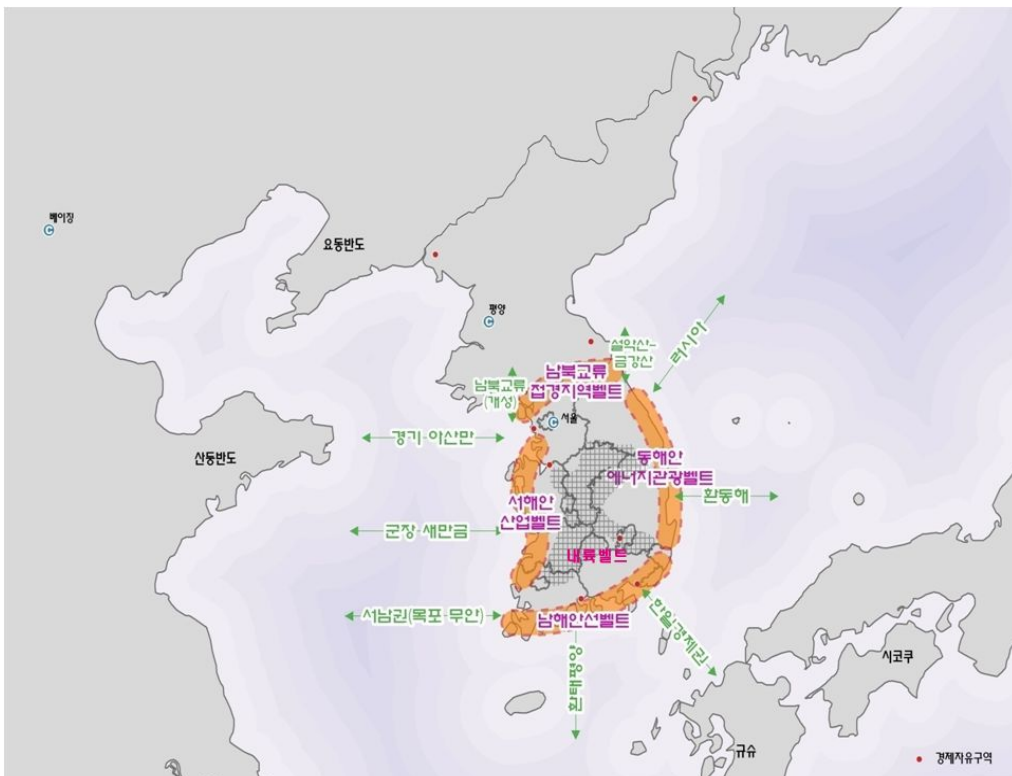 베이징
요동반도
평양
러시아
설악산-
금강산
남북교류
접경지역벨트
남북교류
(개성)
서울
경기·아산만
산동반도
동해안
에너지관광벨트
환동해
서해안
산업벨트
군장·새만금
내륙벨트
서남권(목포·무안)
남해안선벨트
한일경제권
환태평양
시코쿠
규슈
경제자유구역